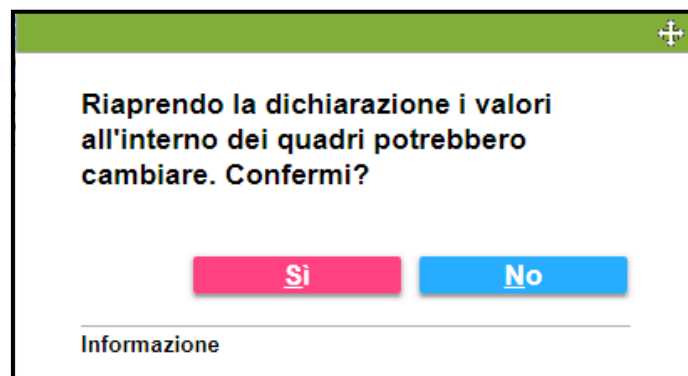 Riaprendo la dichiarazione i valori
all'interno dei quadri potrebbero
cambiare. Confermi?
Sì
No
Informazione